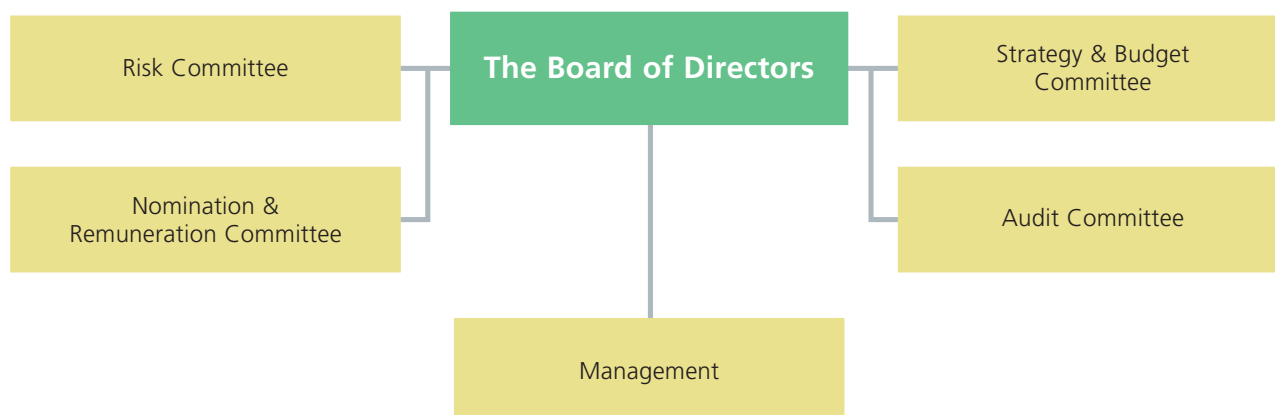 Risk Committee
The Board of Directors
Strategy & Budget
Committee
Nomination &
Remuneration Committee
Audit Committee
Management